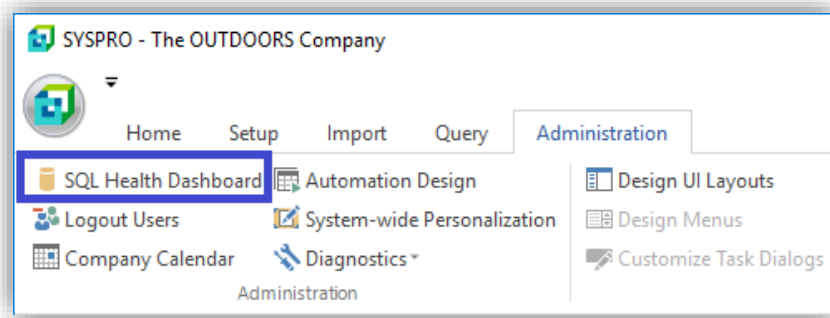 SYSPRO - The OUTDOORS Company
Home Setup Import Query Administration
SQL Health Dashboard Automation Design Design UI Layouts
Logout Users System-wide Personalization Design Menus
Company Calendar Diagnostics Customize Task Dialogs
Administration